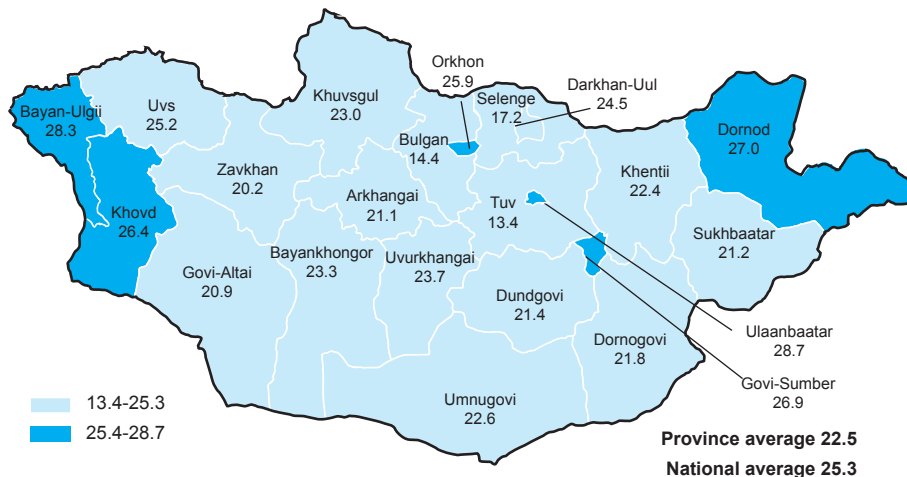 Orkhon
25.9
Darkhan-Uul
24.5
Khuvsgul
23.0
Selenge
17.2
Bayan-Ulgii
28.3
Uvs
25.2
Bulgan
14.4
Dornod
27.0
Zavkhan
20.2
Khentii
22.4
Arkhangai
21.1
Tuv
13.4
Khovd
26.4
Sukhbaatar
21.2
Govi-Altai
20.9
Bayankhongor
23.3
Uvurkhangai
23.7
Dundgovi
21.4
Dornogovi
21.8
Ulaanbaatar
28.7
Govi-Sumber
26.9
Umnugovi
22.6
13.4-25.3
25.4-28.7
Province average 22.5
National average 25.3